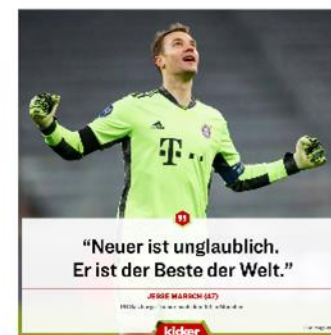 T...
"Neuer ist unglaublich.
Er ist der Beste der Welt."
JESSE MARSCH (47)
kicker